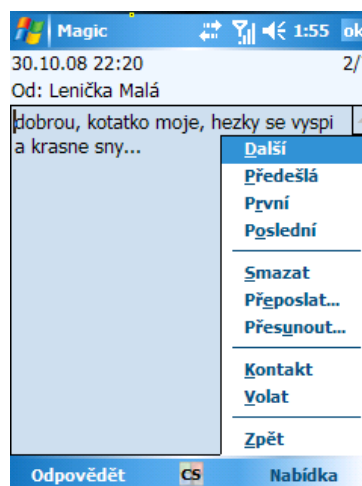 Magic 1:55 ok
30.10.08 22:20 2/
Od: Lenička Malá
dobrou, kotatko moje, hezky se vyspi
a krasne sny...
Další
Předešlá
První
Poslední
Smazat
Přeposlat...
Přesunout...
Kontakt
Volat
Zpět
Odpovědět CS Nabídka